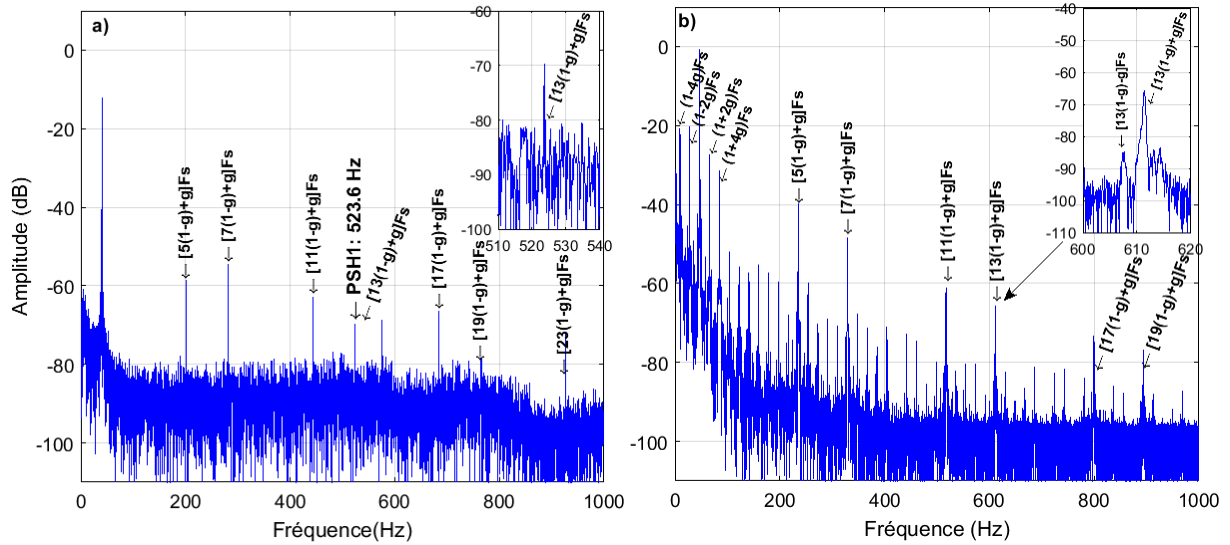 a)
Amplitude (dB)
0
-20
-40
-60
-80
-100
0 200 400 600 800 1000
Fréquence(Hz)
[5(1-g)+g]Fs
[7(1-g)+g]Fs
[11(1-g)+g]Fs
PSH1: 523.6 Hz
[13(1-g)+g]Fs
[17(1-g)+g]Fs
[19(1-g)+g]Fs
[23(1-g)+g]Fs
-60
-70
-80
-90
-100
510 520 530 540
[13(1-g)+g]Fs
b)
0
-20
-40
-60
-80
-100
0 200 400 600 800 1000
Fréquence (Hz)
(1-4g)Fs
(1-2g)Fs
(1+2g)Fs
(1+4g)Fs
[5(1-g)+g]Fs
[7(1-g)+g]Fs
[11(1-g)+g]Fs
[13(1-g)+g]Fs
[17(1-g)+g]Fs
[19(1-g)+g]Fs
-40
-50
-60
-70
-80
-90
-100
-110
600 610 620
[13(1-g)-g]Fs
[13(1-g)+g]Fs